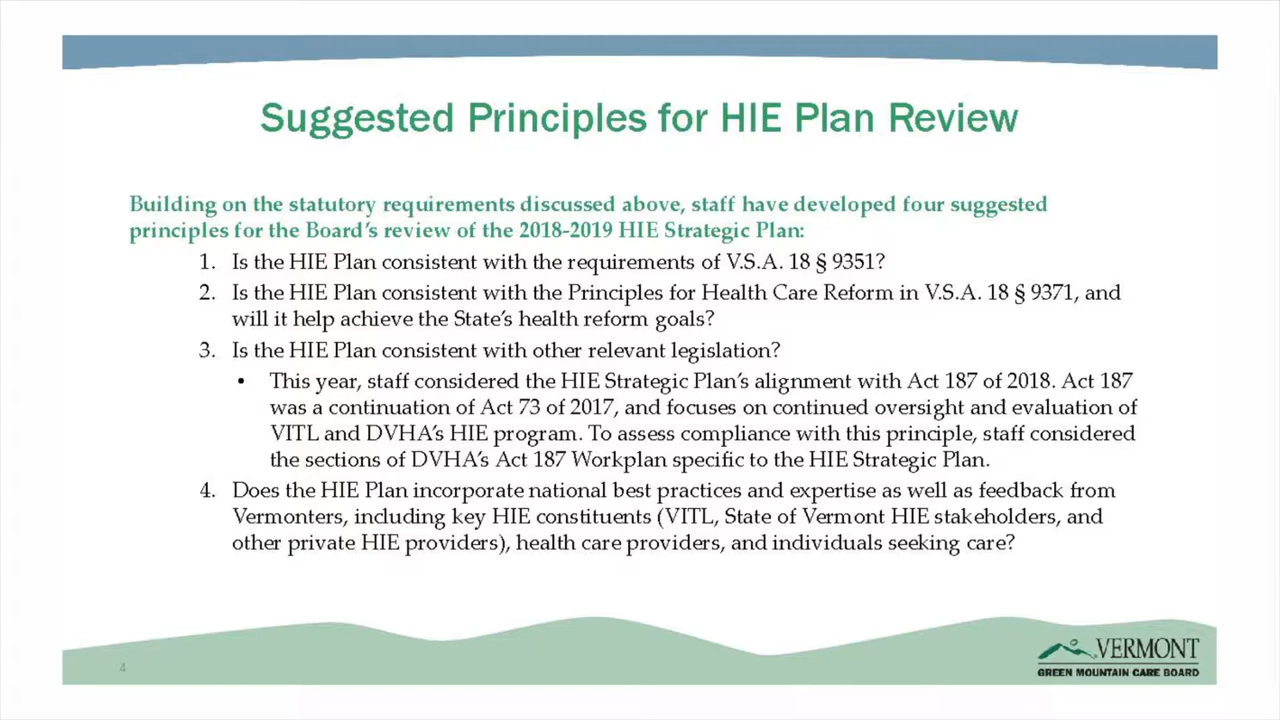 Suggested Principles for HIE Plan Review
Building on the statutory requirements discussed above, staff have developed four suggested
principles for the Board's review of the 2018-2019 HIE Strategic Plan:
1. Is the HIE Plan consistent with the requirements of V.S.A. 18 § 9351?
2. Is the HIE Plan consistent with the Principles for Health Care Reform in V.S.A. 18 § 9371, and
will it help achieve the State's health reform goals?
3. Is the HIE Plan consistent with other relevant legislation?
• This year, staff considered the HIE Strategic Plan's alignment with Act 187 of 2018. Act 187
was a continuation of Act 73 of 2017, and focuses on continued oversight and evaluation of
VITL and DVHA's HIE program. To assess compliance with this principle, staff considered
the sections of DVHA's Act 187 Workplan specific to the HIE Strategic Plan.
4. Does the HIE Plan incorporate national best practices and expertise as well as feedback from
Vermonters, including key HIE constituents (VITL, State of Vermont HIE stakeholders, and
other private HIE providers), health care providers, and individuals seeking care?
4
VERMONT
GREEN MOUNTAIN CARE BOARD